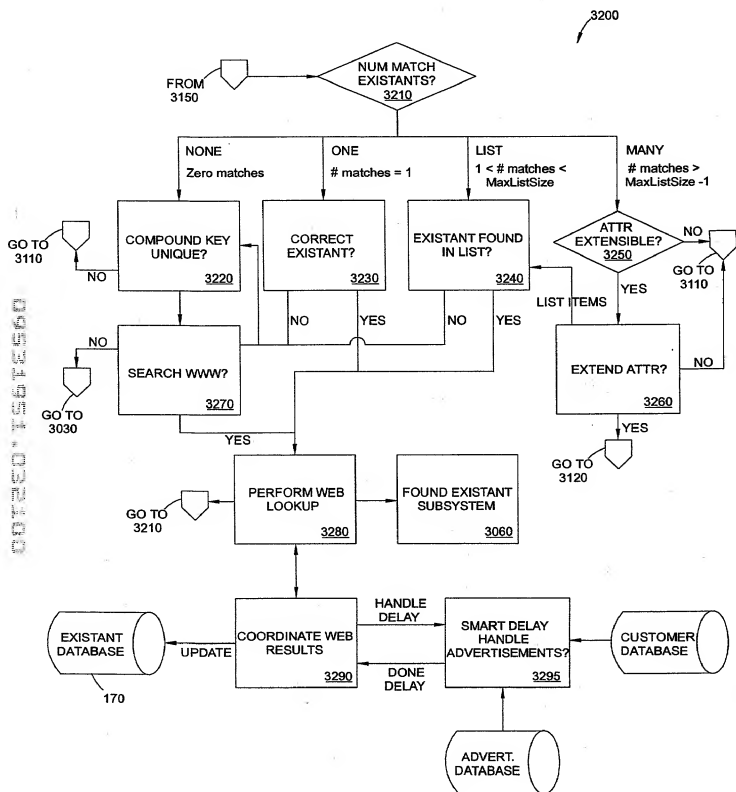 3200
FROM
3150
NUM MATCH
EXISTANTS?
3210
NONE
Zero matches
ONE
# matches = 1
LIST
1 < # matches <
MaxListSize
MANY
# matches >
MaxListSize -1
GO TO
3110
NO
COMPOUND KEY
UNIQUE?
3220
CORRECT
EXISTANT?
3230
EXISTANT FOUND
IN LIST?
3240
ATTR
EXTENSIBLE?
3250
NO
GO TO
3110
YES
LIST ITEMS
NO
YES
NO
YES
NO
SEARCH WWW?
3270
GO TO
3030
YES
EXTEND ATTR?
3260
NO
YES
GO TO
3120
GO TO
3210
PERFORM WEB
LOOKUP
3280
FOUND EXISTANT
SUBSYSTEM
3060
EXISTANT
DATABASE
170
UPDATE
COORDINATE WEB
RESULTS
3290
HANDLE
DELAY
DONE
DELAY
SMART DELAY
HANDLE
ADVERTISEMENTS?
3295
CUSTOMER
DATABASE
ADVERT.
DATABASE